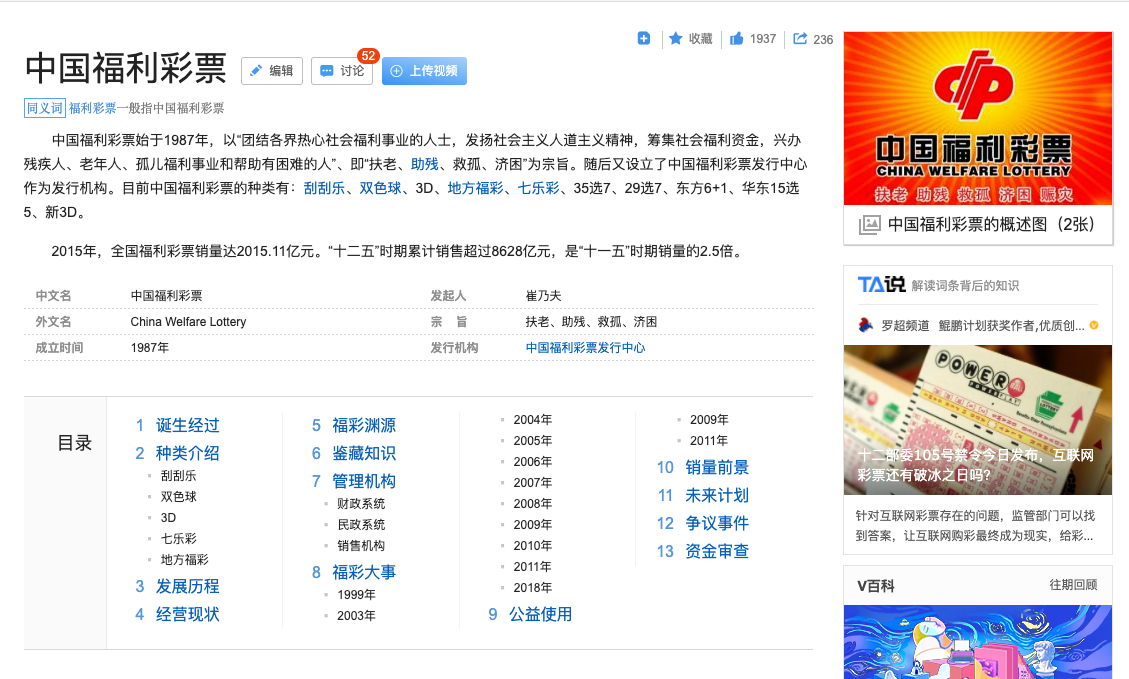 收藏 1937 236
中国福利彩票 编辑 讨论 52 上传视频
同义词 福利彩票一般指中国福利彩票
中国福利彩票始于1987年，以“团结各界热心社会福利事业的人士，发扬社会主义人道主义精神，筹集社会福利资金，兴办
残疾人、老年人、孤儿福利事业和帮助有困难的人”、即“扶老、助残、救孤、济困”为宗旨。随后又设立了中国福利彩票发行中心
作为发行机构。目前中国福利彩票的种类有：刮刮乐、双色球、3D、地方福彩、七乐彩、35选7、29选7、东方6+1、华东15选
5、新3D。
2015年，全国福利彩票销量达2015.11亿元。“十二五”时期累计销售超过8628亿元，是“十一五”时期销量的2.5倍。
中文名 中国福利彩票 发起人 崔乃夫
外文名 China Welfare Lottery 宗 旨 扶老、助残、救孤、济困
成立时间 1987年 发行机构 中国福利彩票发行中心
目录
1 诞生经过
2 种类介绍
刮刮乐
双色球
3D
七乐彩
地方福彩
3 发展历程
4 经营现状
5 福彩渊源
6 鉴藏知识
7 管理机构
财政系统
民政系统
销售机构
8 福彩大事
1999年
2003年
2004年
2005年
2006年
2007年
2008年
2009年
2010年
2011年
2018年
9 公益使用
2009年
2011年
10 销量前景
11 未来计划
12 争议事件
13 资金审查
中国福利彩票
CHINA WELFARE LOTTERY
扶老 助残 救孤 济困 赈灾
中国福利彩票的概述图（2张）
TA说 解读词条背后的知识
罗超频道 鲲鹏计划获奖作者,优质创...
POWER
POWER PLAY
十二部委105号禁令今日发布，互联网
彩票还有破冰之日吗?
针对互联网彩票存在的问题，监管部门可以找
到答案，让互联网购彩最终成为现实，给彩...
V百科 往期回顾